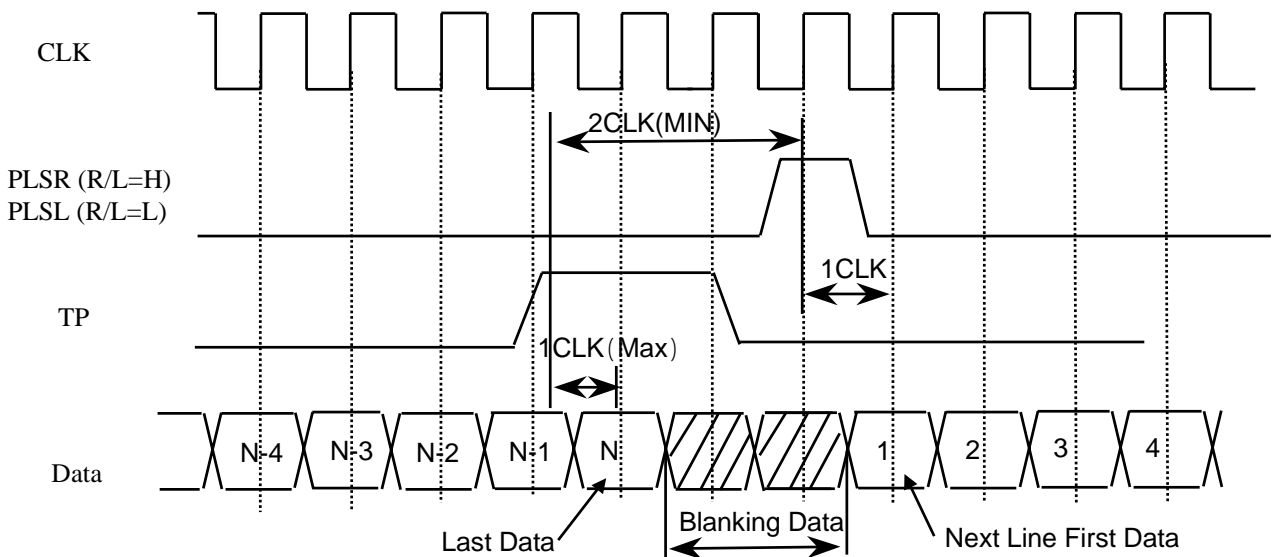 CLK
2CLK(MIN)
PLSR (R/L=H)
PLSL (R/L=L)
1CLK
TP
1CLK(Max)
Data
N-4
N-3
N-2
N-1
N
1
2
3
4
Last Data
Blanking Data
Next Line First Data